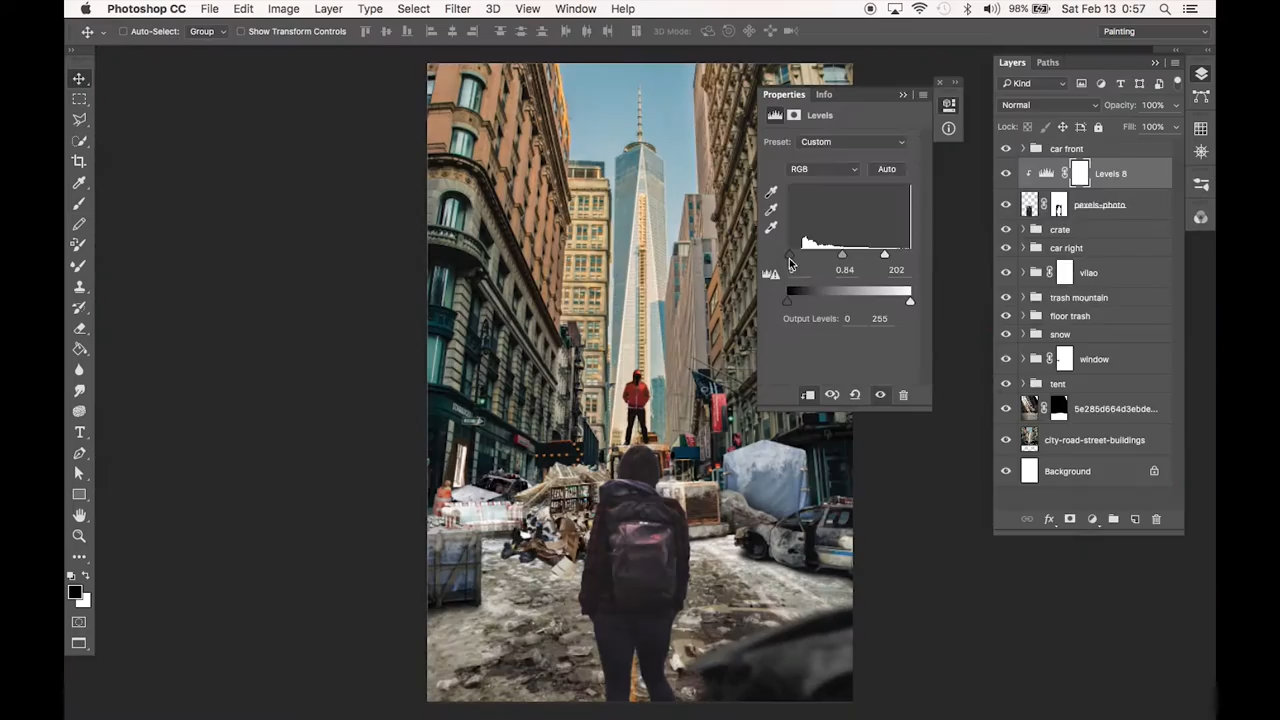 Photoshop CC File Edit Image Layer Type Select Filter 3D View Window Help 98% Sat Feb 13 0:57
Auto-Select: Group Show Transform Controls 3D Mode: Painting
Layers Paths
Kind
Normal Opacity: 100%
Lock: Fill: 100%
car front
Levels 8
pexels-photo
crate
car right
vilao
trash mountain
floor trash
snow
window
tent
5e285d664d3ebde...
city-road-street-buildings
Background
Properties Info
Levels
Preset: Custom
RGB Auto
0.84 202
Output Levels: 0 255